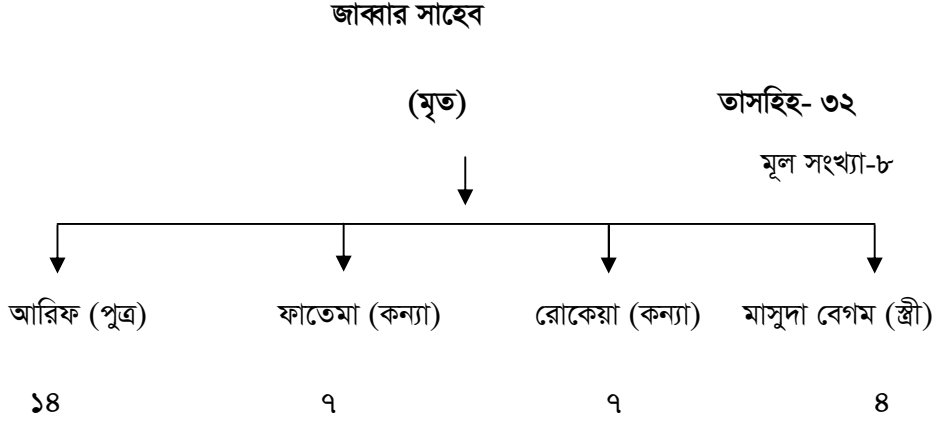 জাব্বার সাহেব
(মৃত) তাসহিহ- ৩২
মূল সংখ্যা-৮
আরিফ (পুত্র) ফাতেমা (কন্যা) রোকেয়া (কন্যা) মাসুদা বেগম (স্ত্রী)
১৪ ৭ ৭ ৪